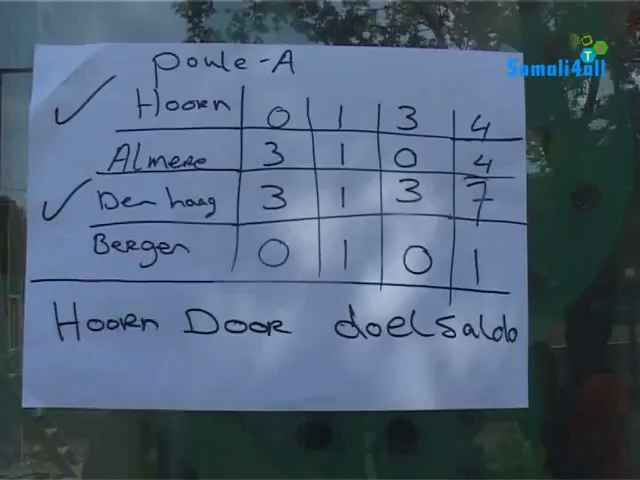 Somali4all
Poule-A
Hoorn 0 1 3 4
Almere 3 1 0 4
Den haag 3 1 3 7
Bergen 0 1 0 1
Hoorn Door doelsaldo